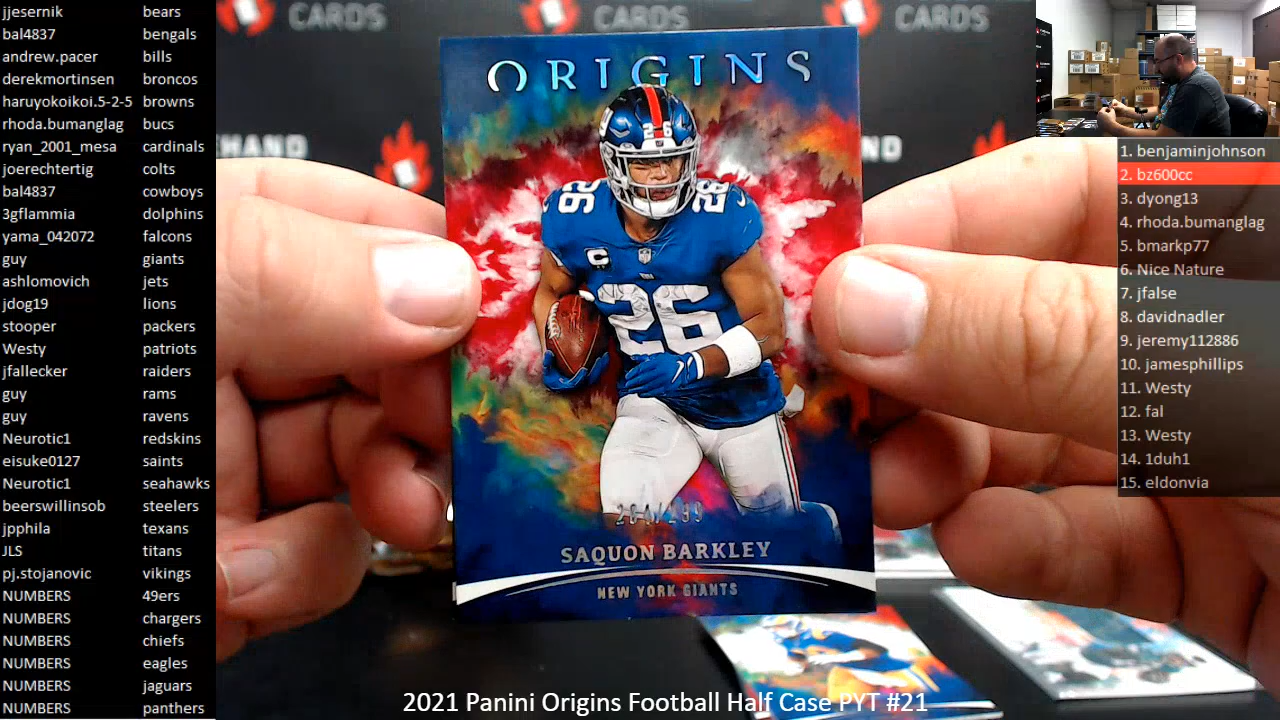 jjesernik bears
bal4837 bengals
andrew.pacer bills
derekmortinsen broncos
haruyokoikoi.5-2-5 browns
rhoda.bumanglag bucs
ryan_2001_mesa cardinals
joerechtertig colts
bal4837 cowboys
3gflammia dolphins
yama_042072 falcons
guy giants
ashlomovich jets
jdog19 lions
stooper packers
Westy patriots
jfallecker raiders
guy rams
guy ravens
Neurotic1 redskins
eisuke0127 saints
Neurotic1 seahawks
beerswillinsob steelers
jpphila texans
JLS titans
pj.stojanovic vikings
NUMBERS 49ers
NUMBERS chargers
NUMBERS chiefs
NUMBERS eagles
NUMBERS jaguars
NUMBERS panthers
CARDS
CARDS
HAND
ORIGINS
26
26
28
C
26
SAQUON BARKLEY
NEW YORK GIANTS
1. benjaminjohnson
2. bz600cc
3. dyong13
4. rhoda.bumanglag
5. bmarkp77
6. Nice Nature
7. jfalse
8. davidnadler
9. jeremy112886
10. jamesphillips
11. Westy
12. fal
13. Westy
14. 1duh1
15. eldonvia
2021 Panini Origins Football Half Case PYT #21